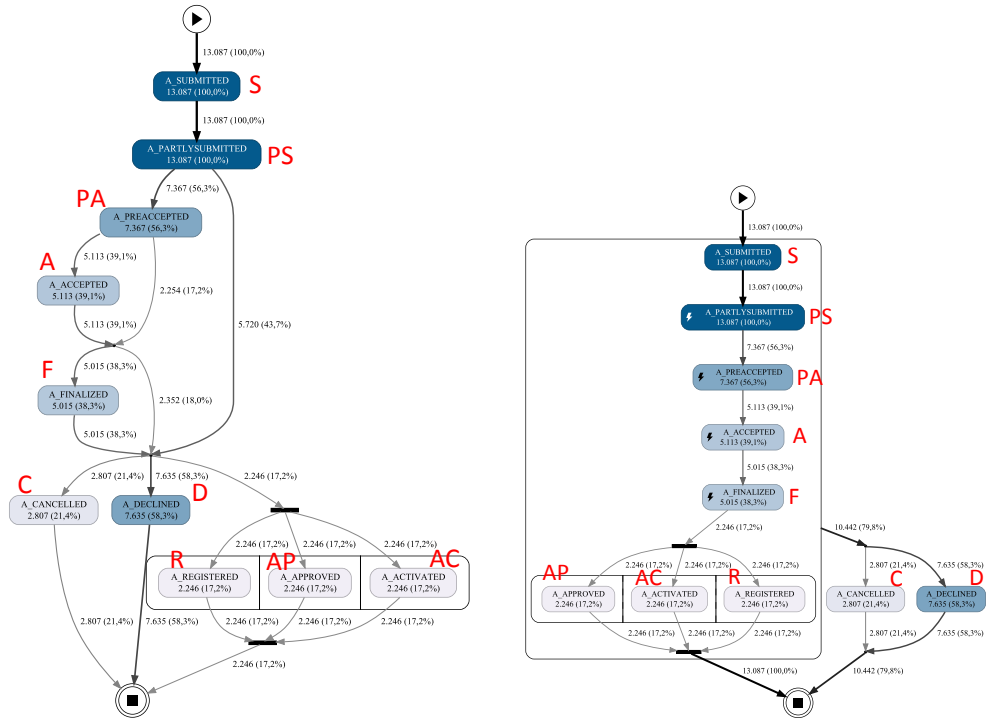 13.087 (100,0%)
A_SUBMITTED
13.087 (100,0%)
S
13.087 (100,0%)
A_PARTLYSUBMITTED
13.087 (100,0%)
PS
7.367 (56,3%)
PA
A_PREACCEPTED
7.367 (56,3%)
5.113 (39,1%)
A
A_ACCEPTED
5.113 (39,1%)
2.254 (17,2%)
5.113 (39,1%)
5.720 (43,7%)
5.015 (38,3%)
F
A_FINALIZED
5.015 (38,3%)
2.352 (18,0%)
5.015 (38,3%)
2.807 (21,4%)
7.635 (58,3%)
2.246 (17,2%)
C
A_CANCELLED
2.807 (21,4%)
D
A_DECLINED
7.635 (58,3%)
2.246 (17,2%)
2.246 (17,2%)
2.246 (17,2%)
R
A_REGISTERED
2.246 (17,2%)
AP
A_APPROVED
2.246 (17,2%)
AC
A_ACTIVATED
2.246 (17,2%)
2.807 (21,4%)
7.635 (58,3%)
2.246 (17,2%)
2.246 (17,2%)
2.246 (17,2%)
2.246 (17,2%)
13.087 (100,0%)
A_SUBMITTED
13.087 (100,0%)
S
13.087 (100,0%)
A_PARTLYSUBMITTED
13.087 (100,0%)
PS
7.367 (56,3%)
A_PREACCEPTED
7.367 (56,3%)
PA
5.113 (39,1%)
A_ACCEPTED
5.113 (39,1%)
A
5.015 (38,3%)
A_FINALIZED
5.015 (38,3%)
F
2.246 (17,2%)
10.442 (79,8%)
2.246 (17,2%)
2.246 (17,2%)
2.246 (17,2%)
2.807 (21,4%)
7.635 (58,3%)
AP
A_APPROVED
2.246 (17,2%)
AC
A_ACTIVATED
2.246 (17,2%)
R
A_REGISTERED
2.246 (17,2%)
C
A_CANCELLED
2.807 (21,4%)
D
A_DECLINED
7.635 (58,3%)
2.246 (17,2%)
2.246 (17,2%)
2.246 (17,2%)
2.807 (21,4%)
7.635 (58,3%)
13.087 (100,0%)
10.442 (79,8%)